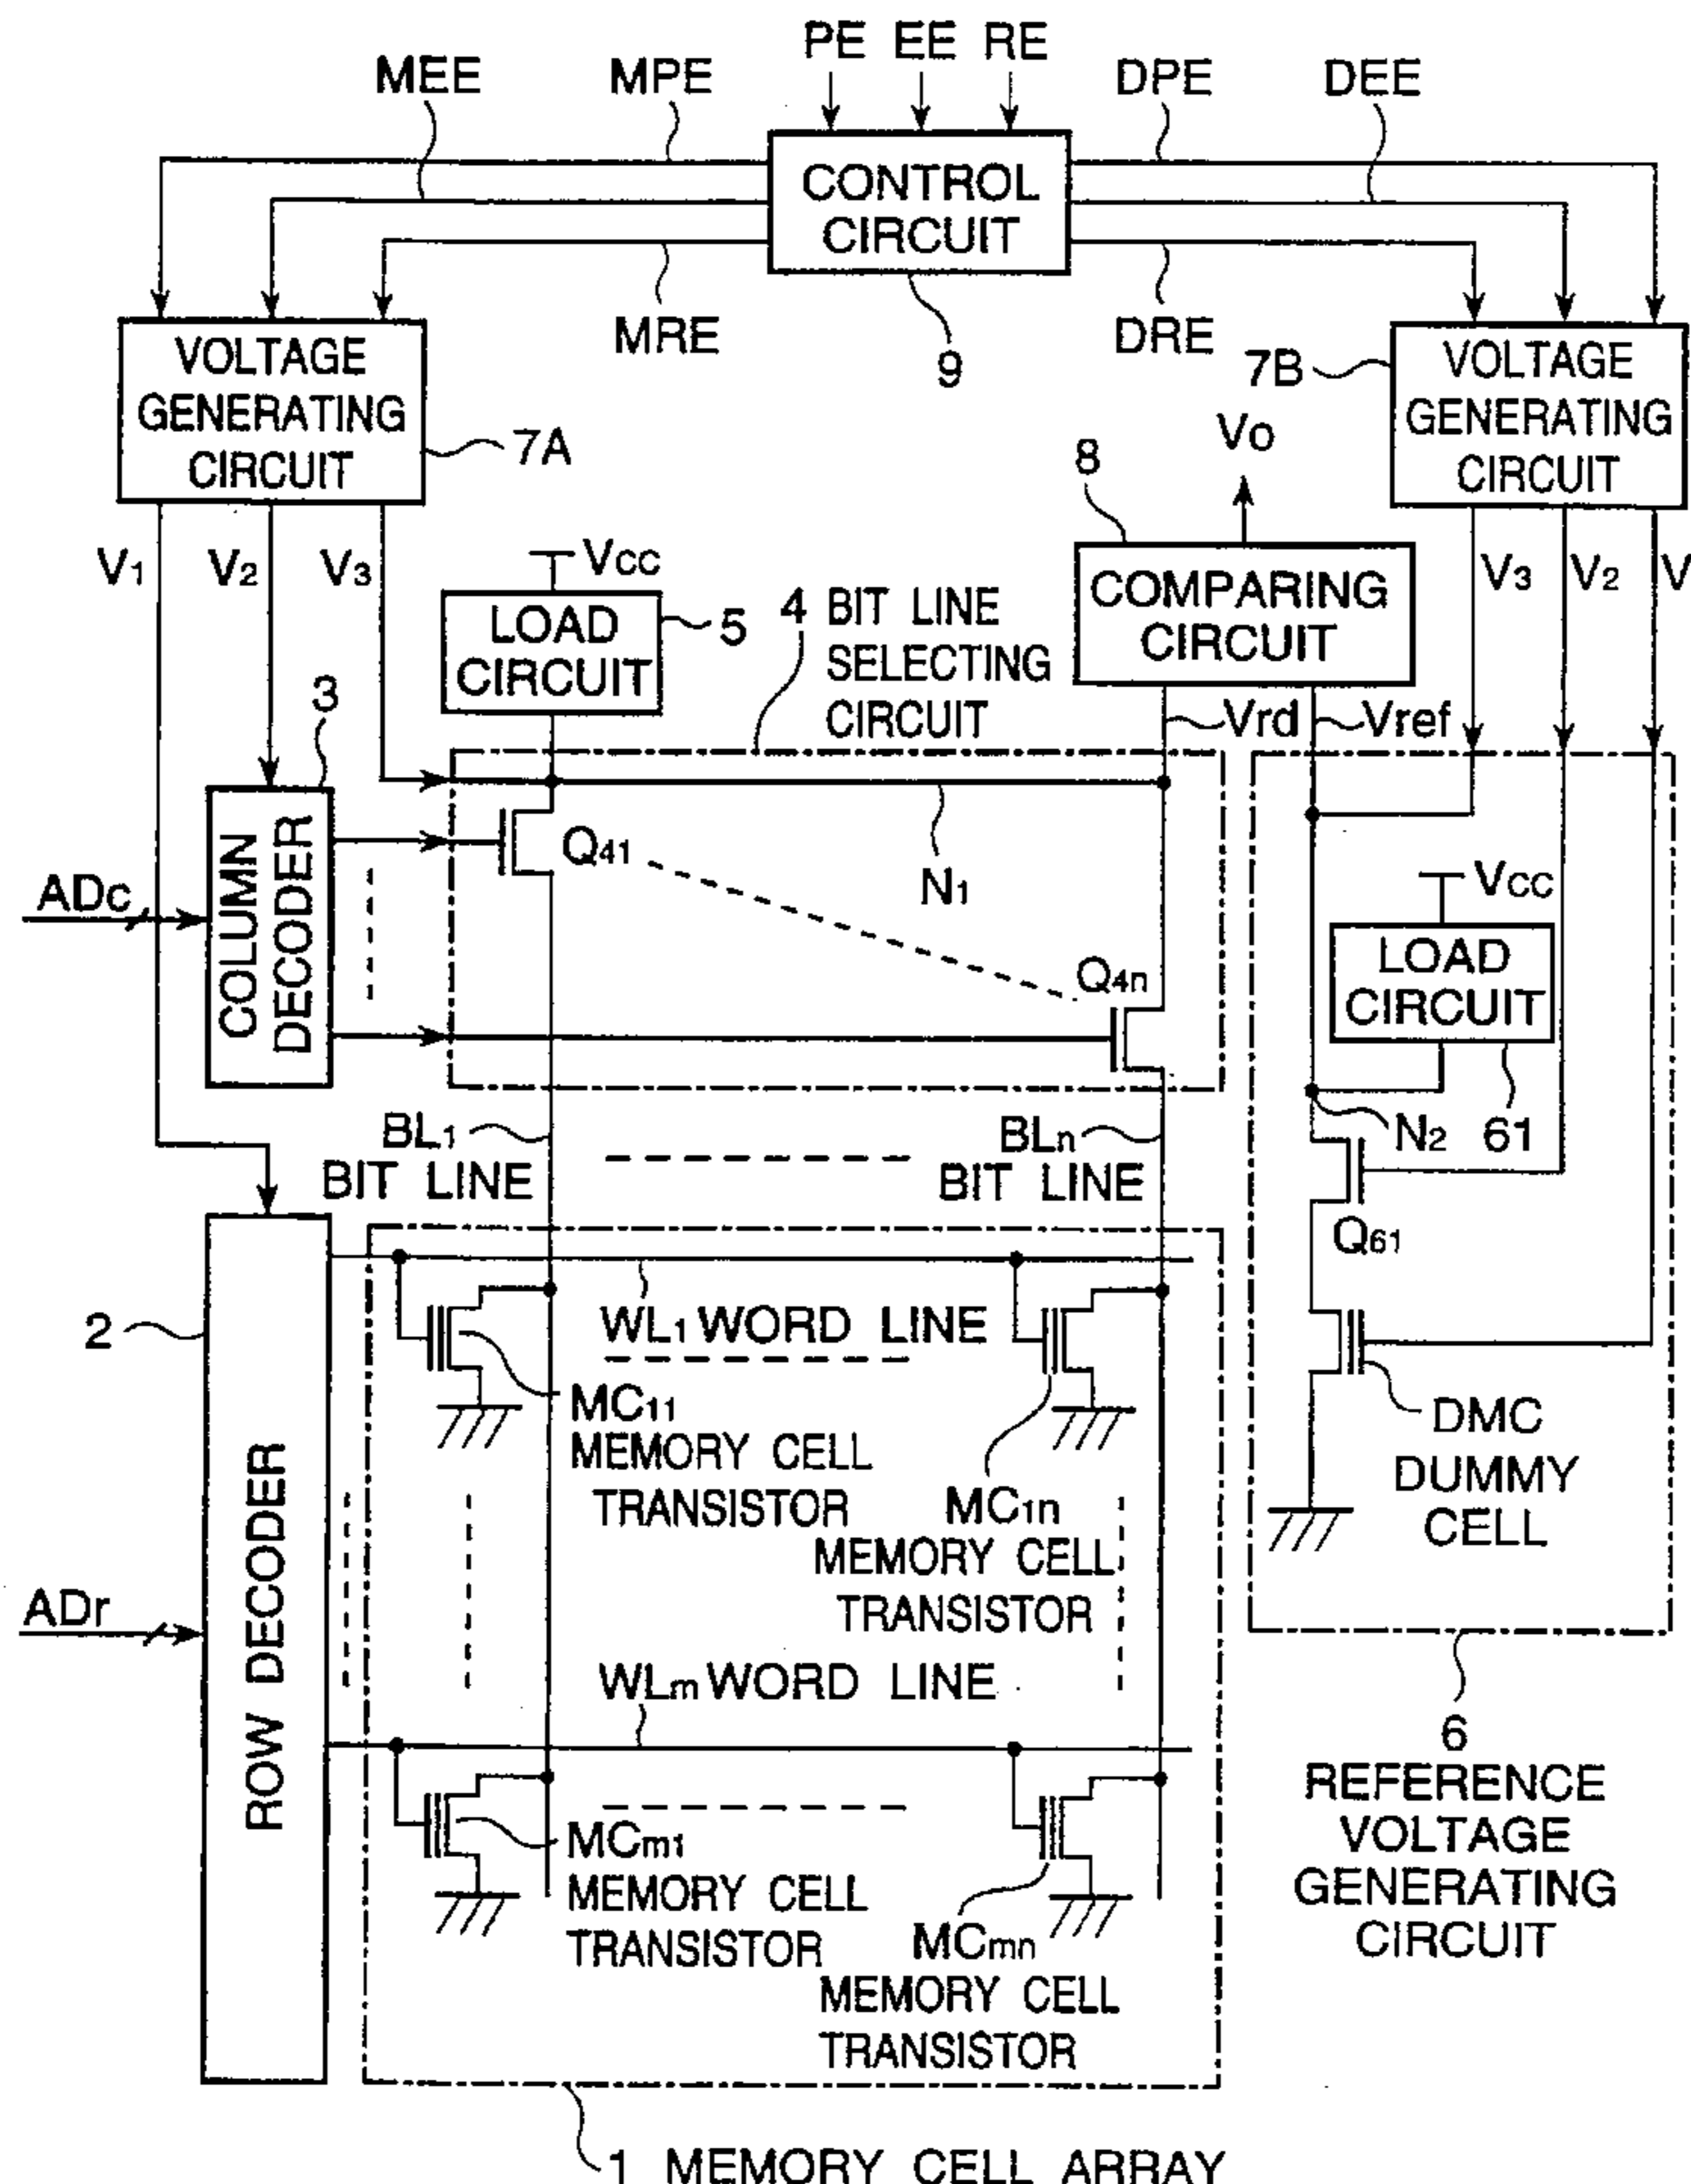 PE EE RE
MEE MPE DPE DEE
CONTROL
CIRCUIT
MRE 9 DRE
VOLTAGE
GENERATING
CIRCUIT
7A
7B
VOLTAGE
GENERATING
CIRCUIT
Vo
8
V1 V2 V3
VCC
LOAD
CIRCUIT
5
4 BIT LINE
SELECTING
CIRCUIT
COMPARING
CIRCUIT
V3 V2 V
Vrd Vref
3
COLUMN
DECODER
ADc
Q41
N1
Q4n
VCC
LOAD
CIRCUIT
N2 61
BL1
BIT LINE
BLn
BIT LINE
Q61
2
ROW DECODER
ADr
WL1 WORD LINE
MC11
MEMORY CELL
TRANSISTOR
MC1n
MEMORY CELL
TRANSISTOR
DMC
DUMMY
CELL
WLm WORD LINE
MCm1
MEMORY CELL
TRANSISTOR
MCmn
MEMORY CELL
TRANSISTOR
6
REFERENCE
VOLTAGE
GENERATING
CIRCUIT
1 MEMORY CELL ARRAY